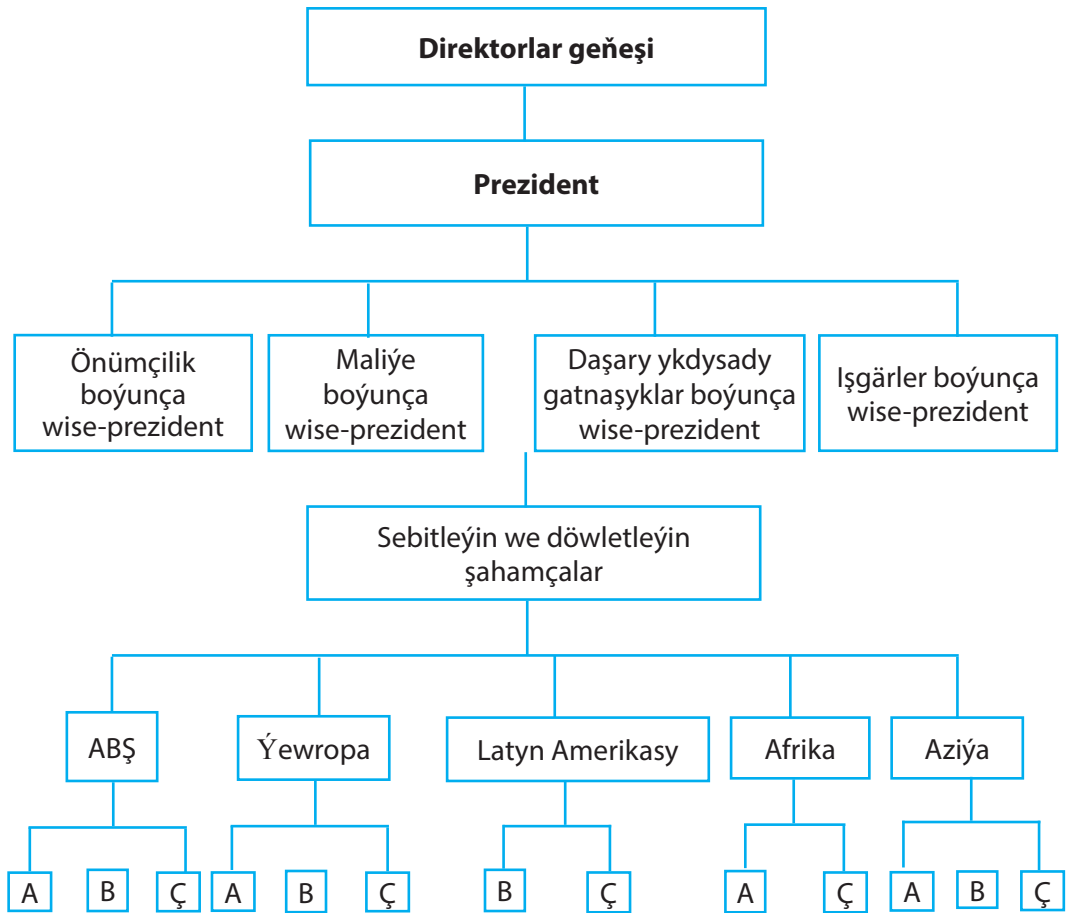 Direktorlar geňeşi
Prezident
Önümçilik
boýunça
wise-prezident
Maliýe
boýunça
wise-prezident
Daşary ykdysady
gatnaşyklar boýunça
wise-prezident
Işgärler boýunça
wise-prezident
Sebitleýin we döwletleýin
şahamçalar
ABŞ
Ýewropa
Latyn Amerikasy
Afrika
Aziýa
A
B
Ç
A
B
Ç
B
Ç
A
Ç
A
B
Ç